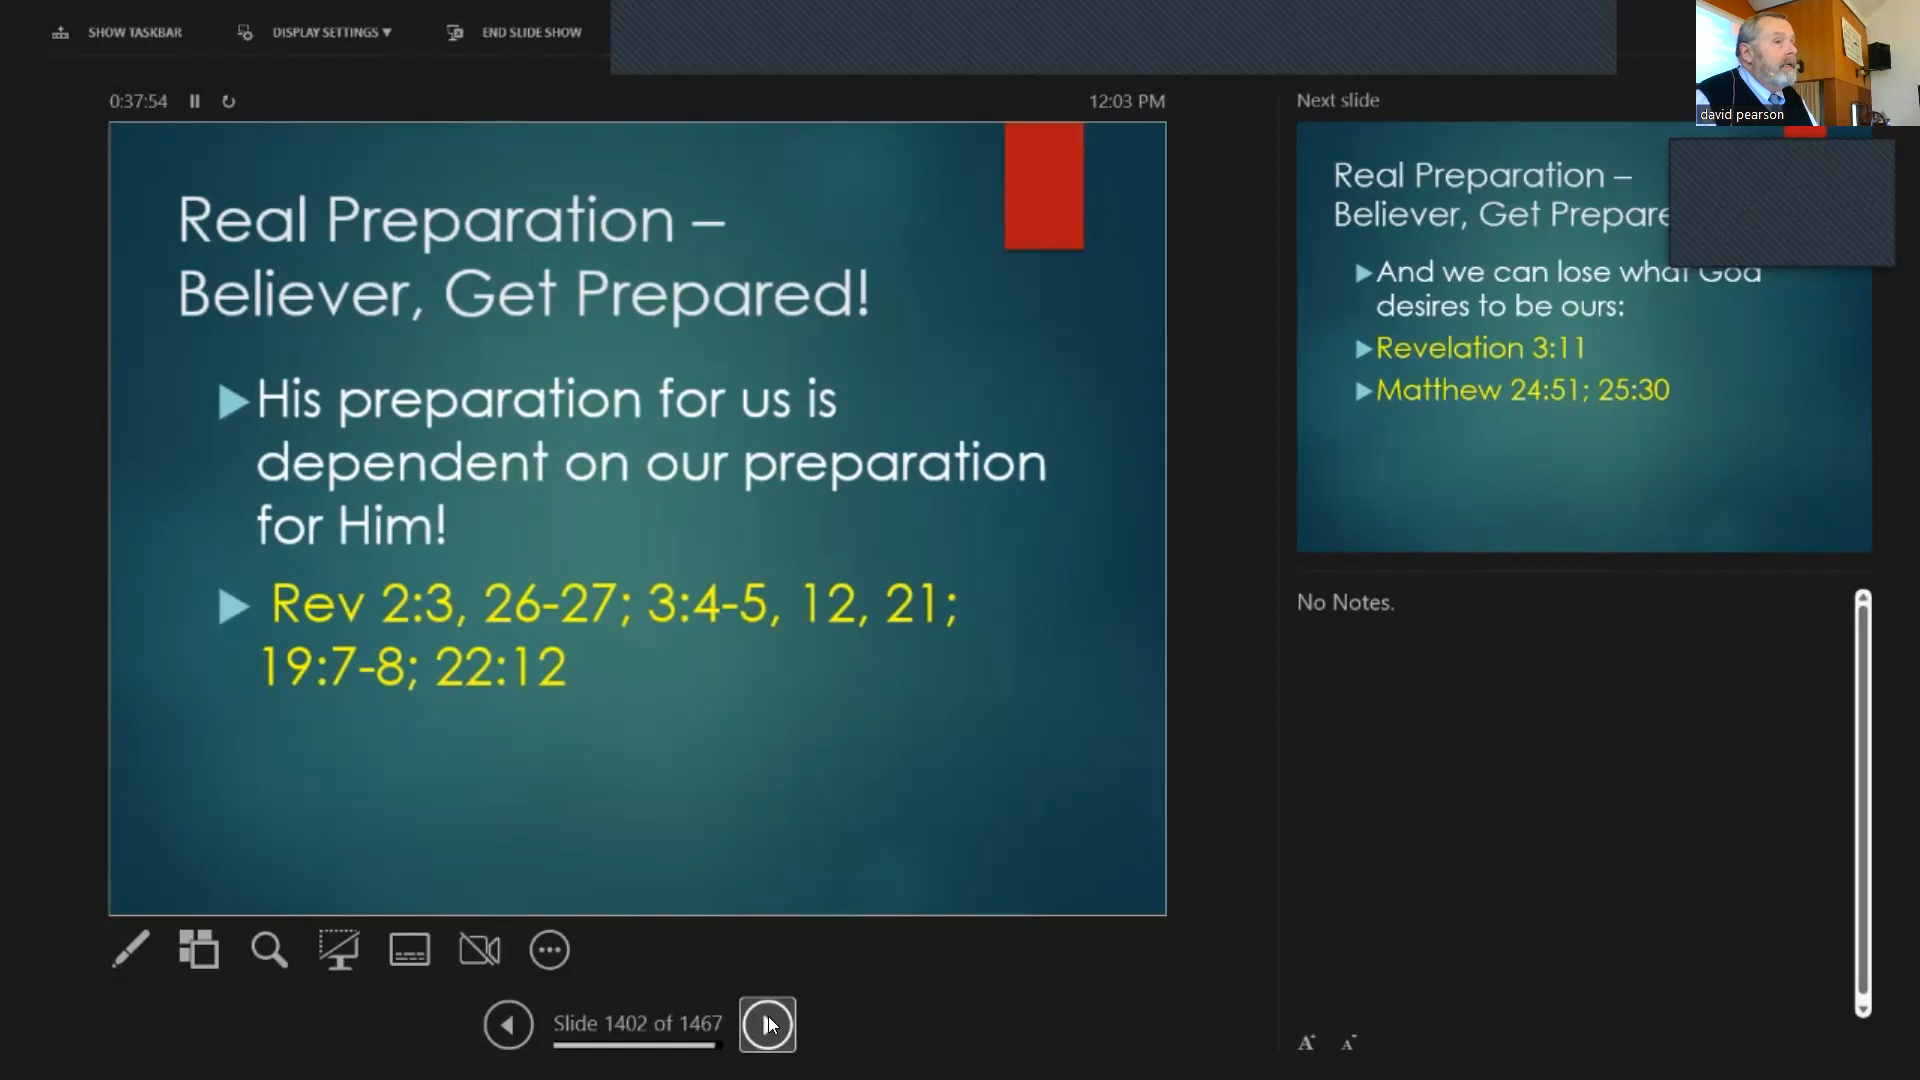 SHOW TASKBAR
DISPLAY SETTINGS ▼
END SLIDE SHOW
0:37:54
12:03 PM
Real Preparation –
Believer, Get Prepared!
►His preparation for us is
dependent on our preparation
for Him!
► Rev 2:3, 26-27; 3:4-5, 12, 21;
19:7-8; 22:12
Slide 1402 of 1467
Next slide
Real Preparation –
Believer, Get
►And we can lose what God
desires to be ours:
►Revelation 3:11
►Matthew 24:51; 25:30
No Notes.
A A
david pearson